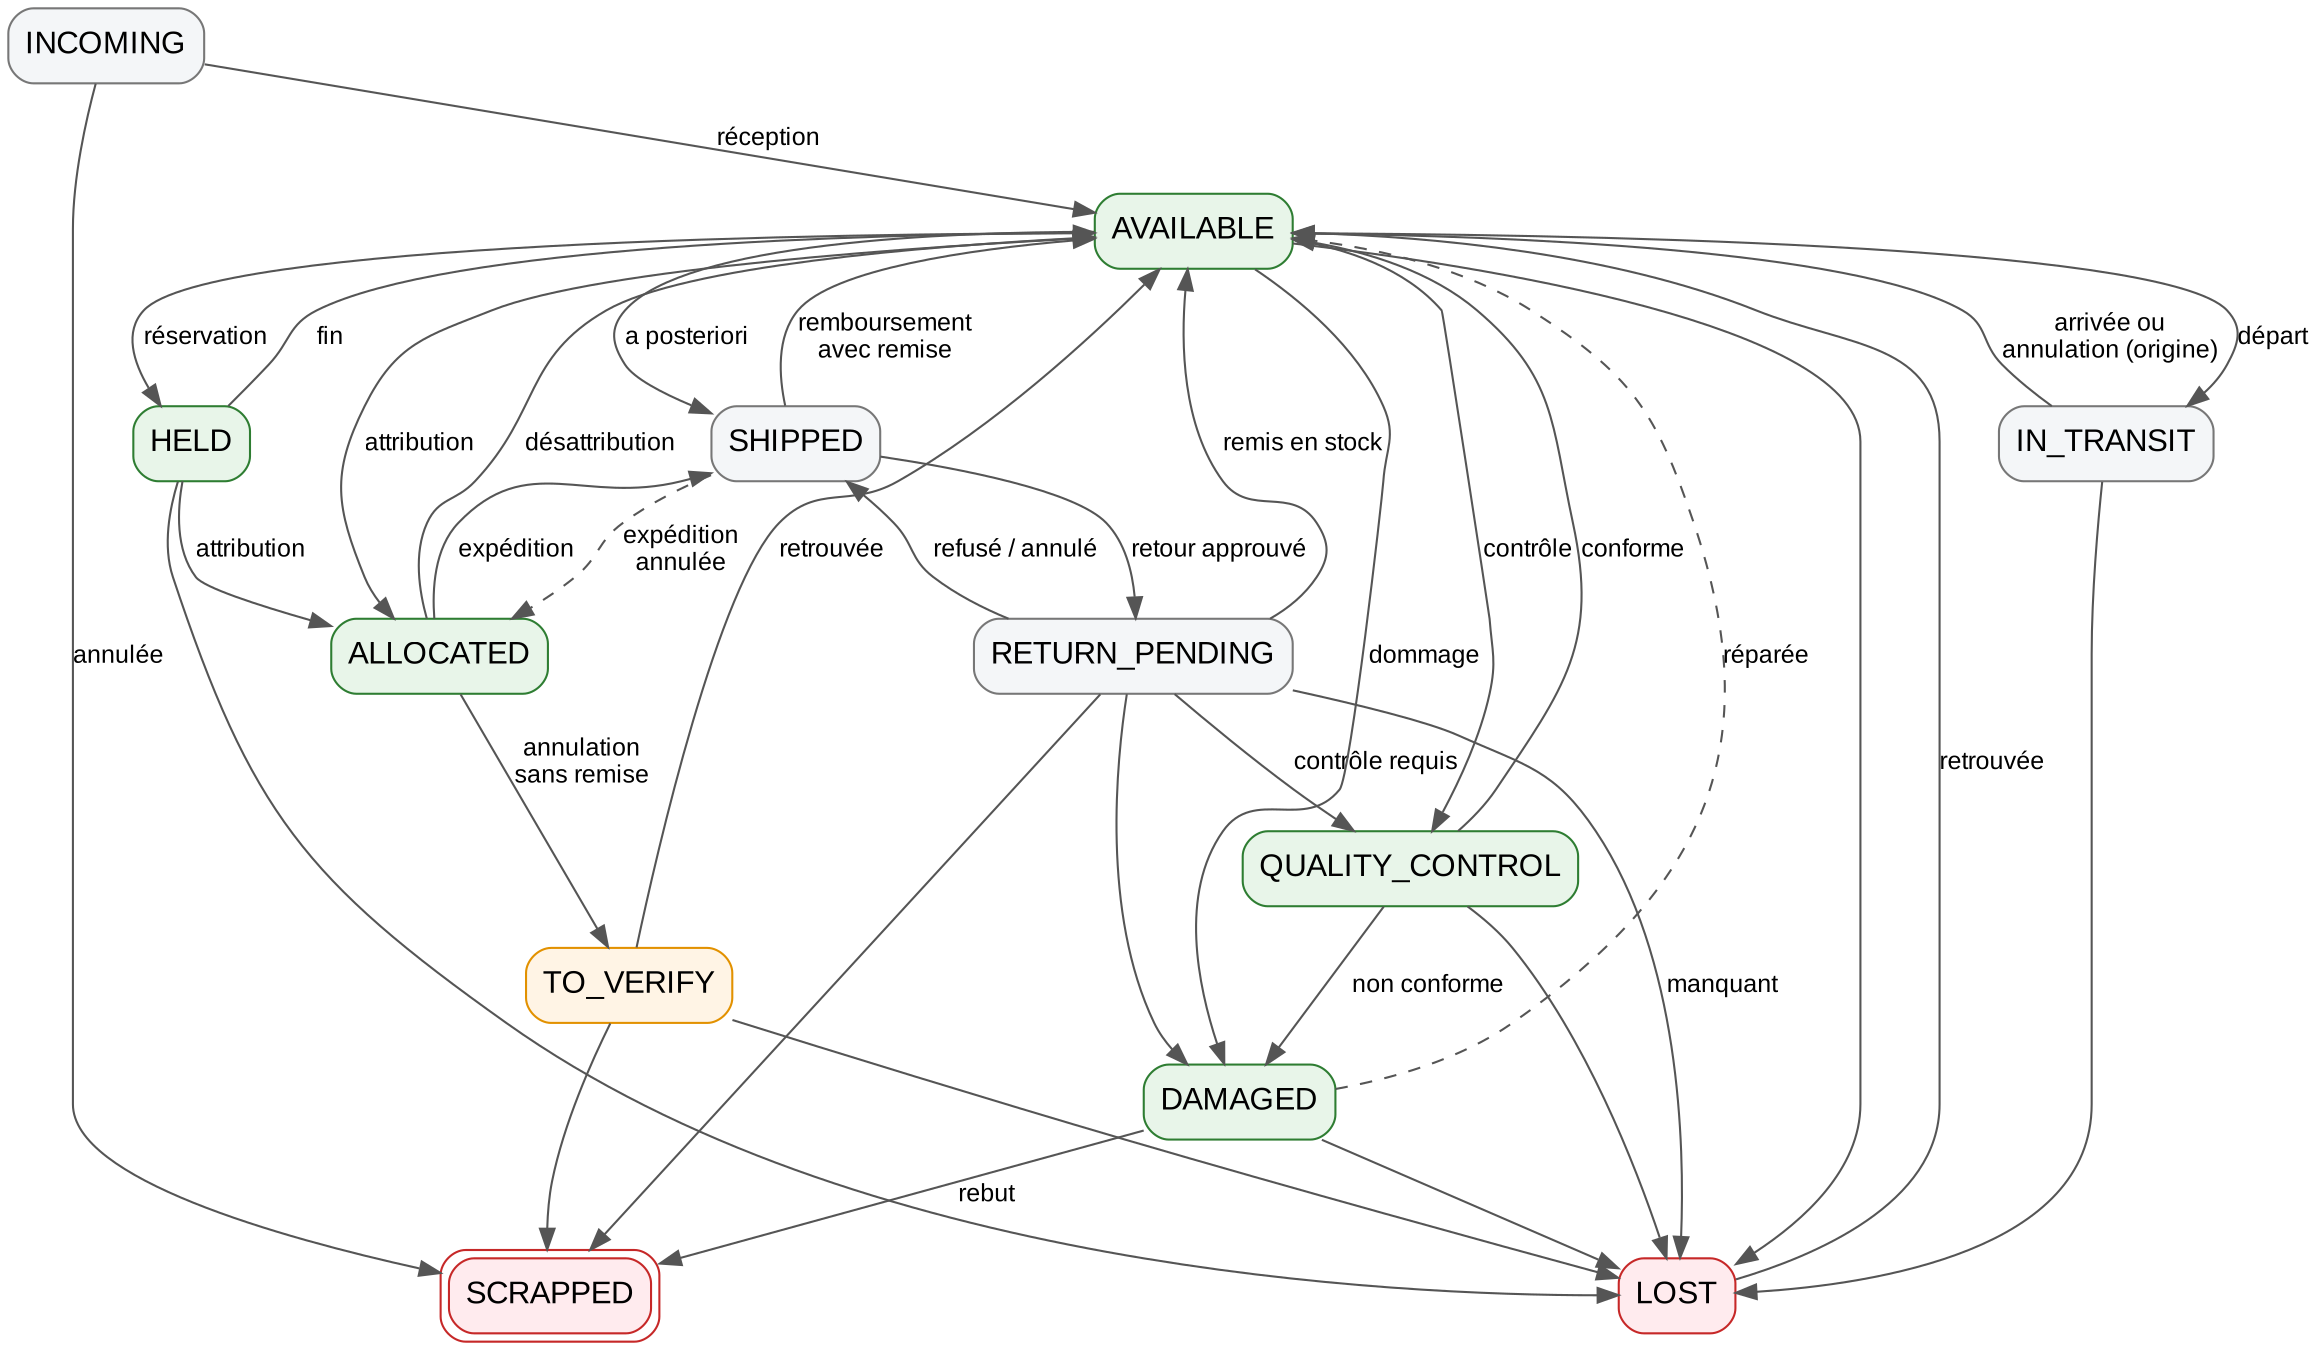 INCOMING
réception
AVAILABLE
réservation
fin
a posteriori
remboursement
avec remise
arrivée ou
annulation (origine)
départ
HELD
attribution
désattribution
SHIPPED
remis en stock
IN_TRANSIT
attribution
expédition
expédition
annulée
retrouvée
refusé / annulé
retour approuvé
contrôle
conforme
annulée
ALLOCATED
RETURN_PENDING
dommage
réparée
annulation
sans remise
contrôle requis
retrouvée
QUALITY_CONTROL
TO_VERIFY
non conforme
manquant
DAMAGED
rebut
SCRAPPED
LOST